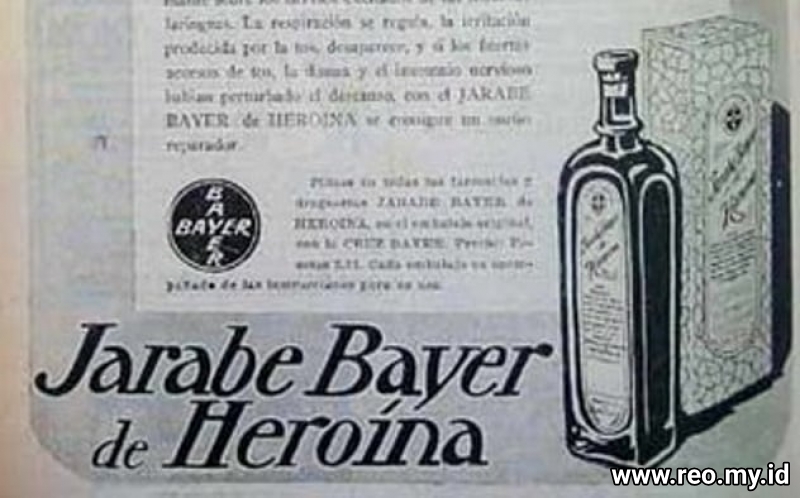 laringeas. La respiración se regula, la irritación
producida por la tos, desaparece, y si los fuertes
accesos de tos, la disnea y el insomnio nervioso
habían perturbado el descanso, con el JARABE
BAYER de HEROINA se consigue un sueño
reparador.
BAYER
BAYER
Pídase en todas las farmacias y
droguerías JARABE BAYER de
HEROINA, en el embalaje original,
con la CRUZ BAYER. Precio: Pe-
setas
Cada embalaje va acom-
pañado de las instrucciones para su uso.
Jarabe Bayer
de Heroína
www.reo.my.id